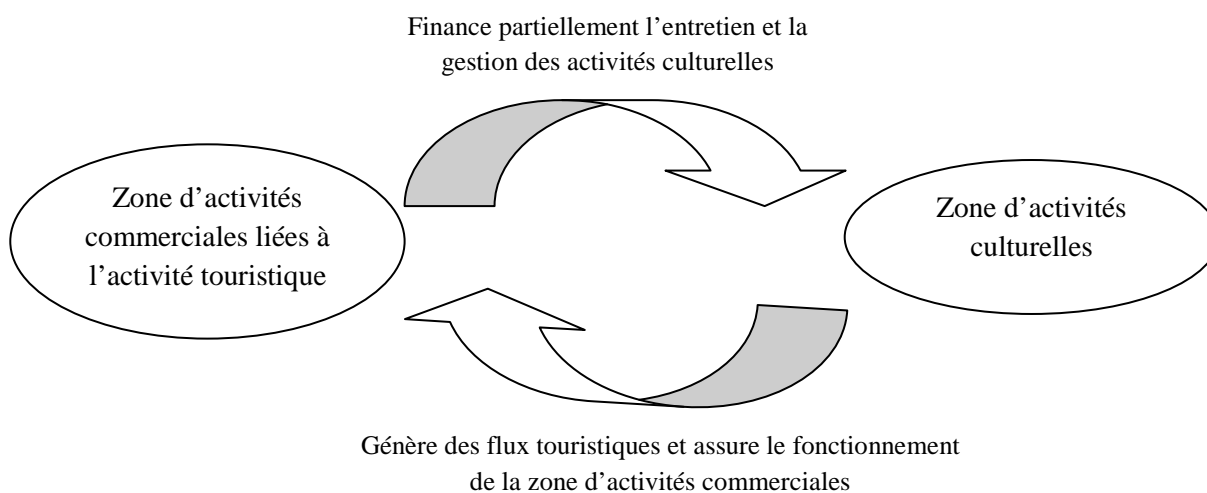 Finance partiellement l’entretien et la
gestion des activités culturelles
Zone d’activités
commerciales liées à
l’activité touristique
Zone d’activités
culturelles
Génère des flux touristiques et assure le fonctionnement
de la zone d’activités commerciales